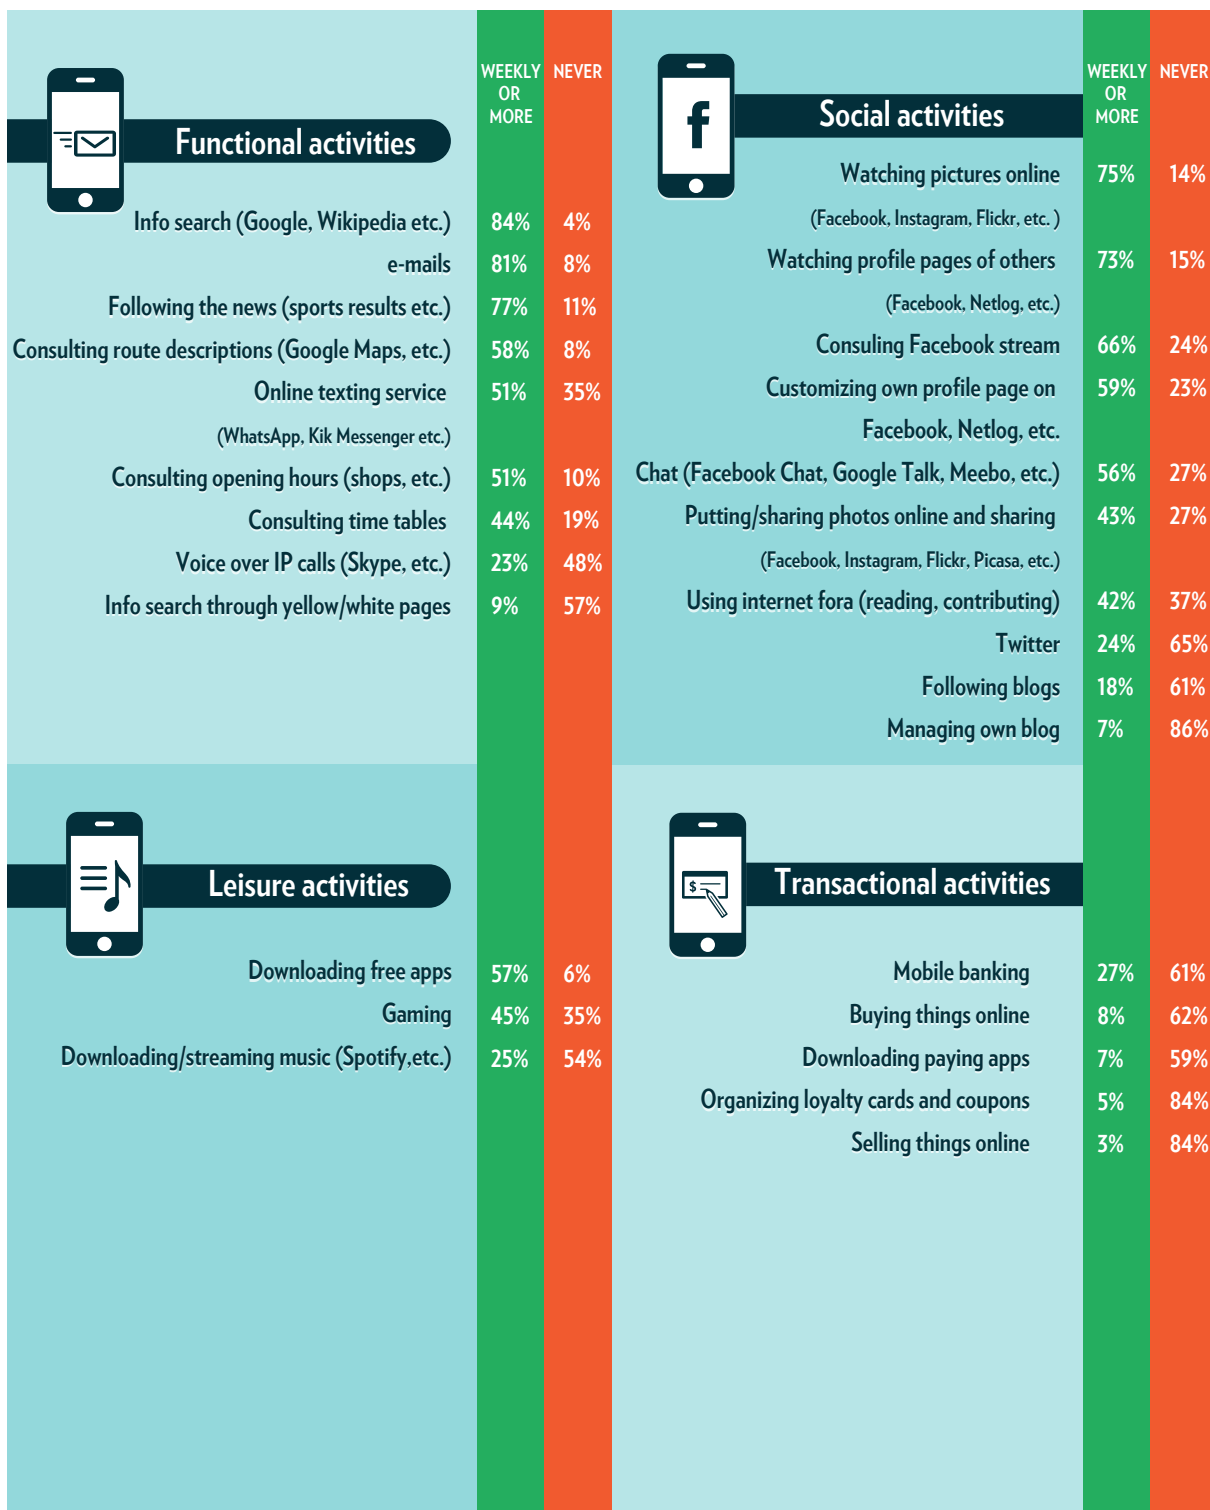 WEEKLY OR MORE NEVER
Functional activities
Info search (Google, Wikipedia etc.) 84% 4%
e-mails 81% 8%
Following the news (sports results etc.) 77% 11%
Consulting route descriptions (Google Maps, etc.) 58% 8%
Online texting service 51% 35%
(WhatsApp, Kik Messenger etc.)
Consulting opening hours (shops, etc.) 51% 10%
Consulting time tables 44% 19%
Voice over IP calls (Skype, etc.) 23% 48%
Info search through yellow/white pages 9% 57%
WEEKLY OR MORE NEVER
f
Social activities
Watching pictures online 75% 14%
(Facebook, Instagram, Flickr, etc. )
Watching profile pages of others 73% 15%
(Facebook, Netlog, etc.)
Consuling Facebook stream 66% 24%
Customizing own profile page on 59% 23%
Facebook, Netlog, etc.
Chat (Facebook Chat, Google Talk, Meebo, etc.) 56% 27%
Putting/sharing photos online and sharing 43% 27%
(Facebook, Instagram, Flickr, Picasa, etc.)
Using internet fora (reading, contributing) 42% 37%
Twitter 24% 65%
Following blogs 18% 61%
Managing own blog 7% 86%
Leisure activities
Downloading free apps 57% 6%
Gaming 45% 35%
Downloading/streaming music (Spotify,etc.) 25% 54%
$
Transactional activities
Mobile banking 27% 61%
Buying things online 8% 62%
Downloading paying apps 7% 59%
Organizing loyalty cards and coupons 5% 84%
Selling things online 3% 84%